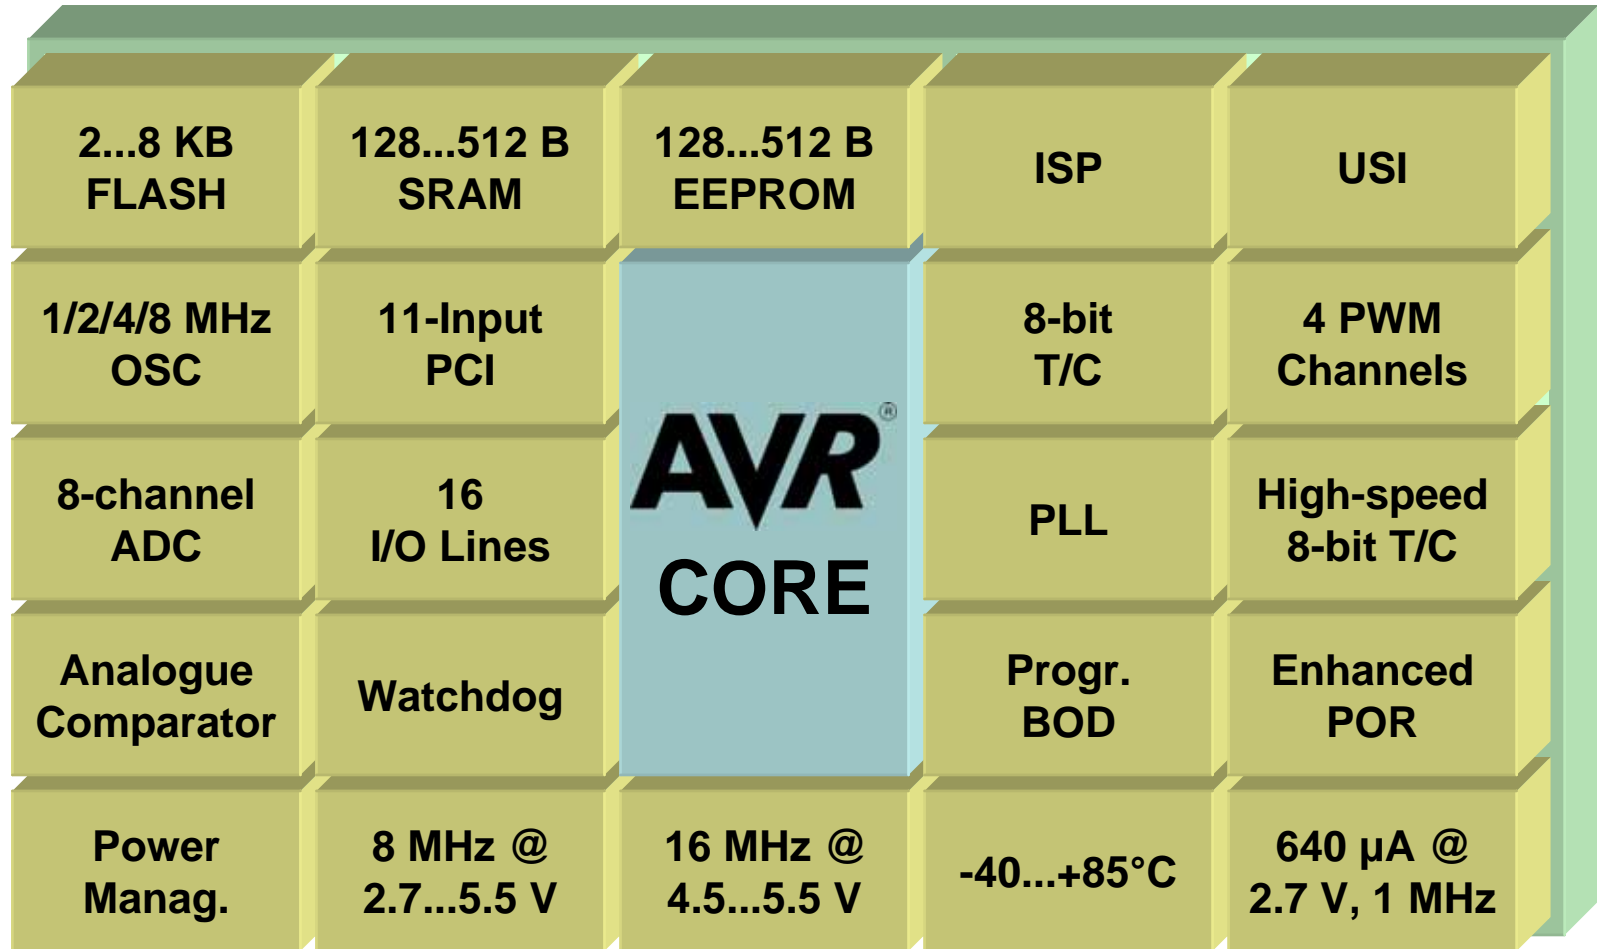 2...8 KB
FLASH
128...512 B
SRAM
128...512 B
EEPROM
ISP
USI
1/2/4/8 MHz
OSC
11-Input
PCI
8-bit
T/C
4 PWM
Channels
AVR®
CORE
8-channel
ADC
16
I/O Lines
PLL
High-speed
8-bit T/C
Analogue
Comparator
Watchdog
Progr.
BOD
Enhanced
POR
Power
Manag.
8 MHz @
2.7...5.5 V
16 MHz @
4.5...5.5 V
-40...+85°C
640 µA @
2.7 V, 1 MHz